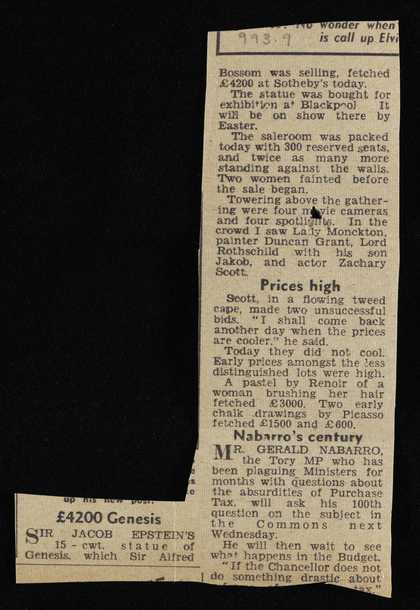 No wonder when
is call up Elvi
993.9
up his new post.
£4200 Genesis
SIR JACOB EPSTEIN'S
15-cwt. statue of
Genesis, which Sir Alfred
Bossom was selling, fetched
£4200 at Sotheby's today.
The statue was bought for
exhibition at Blackpool It
will be on show there by
Easter.
The saleroom was packed
today with 300 reserved seats,
and twice as many more
standing against the walls.
Two women fainted before
the sale began.
Towering above the gather-
ing were four movie cameras
and four spotlights. In the
crowd I saw Lady Monckton,
painter Duncan Grant, Lord
Rothschild with his son
Jakob, and actor Zachary
Scott.
Prices high
Scott, in a flowing tweed
cape, made two unsuccessful
bids. "I shall come back
another day when the prices
are cooler." he said.
Today they did not cool.
Early prices amongst the less
distinguished lots were high.
A pastel by Renoir of a
woman brushing her hair
fetched £3000. Two early
chalk drawings by Picasso
fetched £1500 and £600.
Nabarro's century
MR. GERALD NABARRO,
the Tory MP who has
been plaguing Ministers for
months with questions about
the absurdities of Purchase
Tax, will ask his 100th
question on the subject in
the Commons next
Wednesday.
He will then wait to see
what happens in the Budget.
"If the Chancellor does not
do something drastic about
tax."